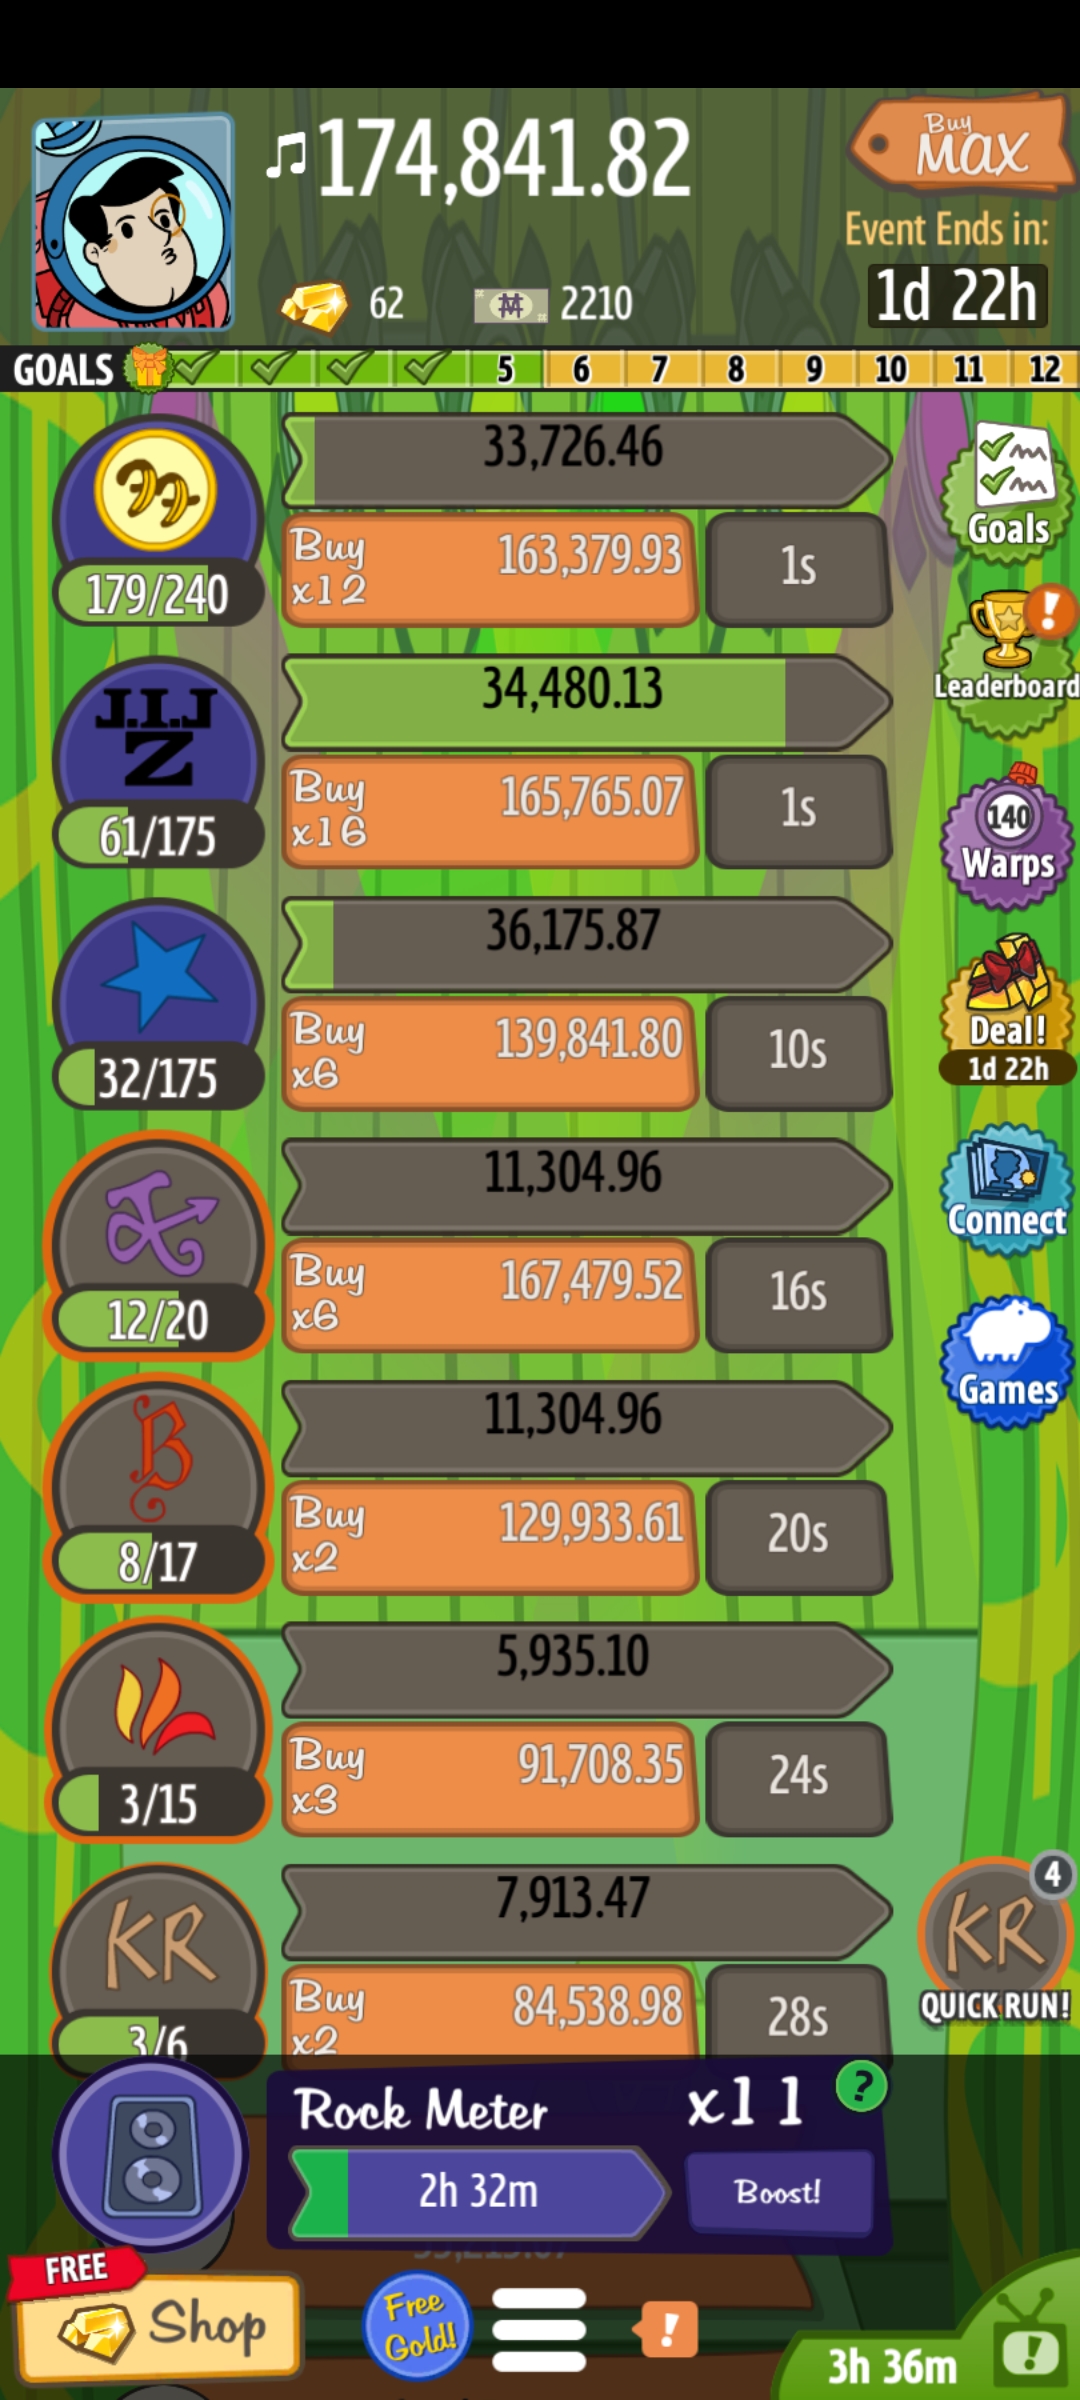 174,841.82
Buy
MAX
Event Ends in:
1d 22h
62
2210
GOALS 5 6 7 8 9 10 11 12
33,726.46
Buy
x12
163,379.93
1s
179/240
Goals
J.I.J
Z
34,480.13
Buy
x16
165,765.07
1s
61/175
Leaderboard
!
140
Warps
36,175.87
Buy
x6
139,841.80
10s
32/175
Deal!
1d 22h
11,304.96
Buy
x6
167,479.52
16s
12/20
Connect
B
11,304.96
Buy
x2
129,933.61
20s
8/17
Games
5,935.10
Buy
x3
91,708.35
24s
3/15
KR
7,913.47
Buy
x2
84,538.98
28s
3/6
4
KR
QUICK RUN!
Rock Meter
x11
?
2h 32m
Boost!
FREE
Shop
Free
Gold!
!
3h 36m
!